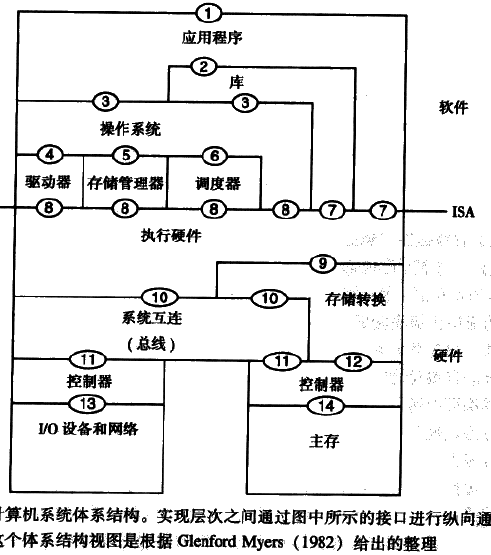 1
应用程序
2
库
3 3
操作系统
软件
4 5 6
驱动器 存储管理器 调度器
8 8 8 8 7 7 ISA
执行硬件
9
10 10 存储转换
系统互连
（总线）
硬件
11 11 12
控制器 控制器
13 14
I/O 设备和网络 主存
计算机系统体系结构。实现层次之间通过图中所示的接口进行纵向通
这个体系结构视图是根据 Glenford Myers（1982）给出的整理